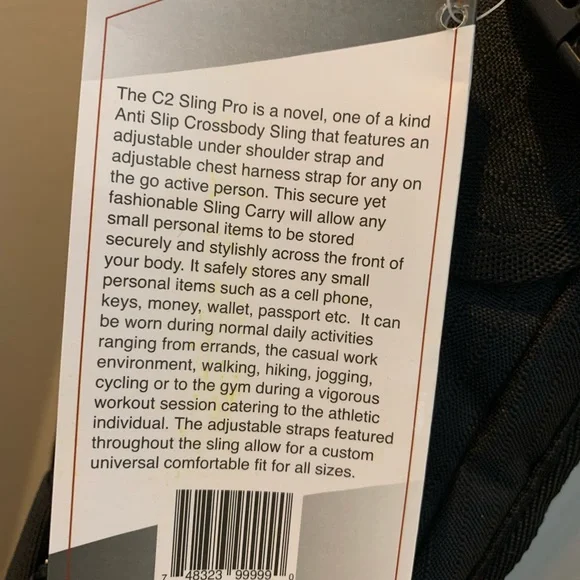 The C2 Sling Pro is a novel, one of a kind
Anti Slip Crossbody Sling that features an
adjustable under shoulder strap and
adjustable chest harness strap for any on
the go active person. This secure yet
fashionable Sling Carry will allow any
small personal items to be stored
securely and stylishly across the front of
your body. It safely stores any small
personal items such as a cell phone,
keys, money, wallet, passport etc. It can
be worn during normal daily activities
ranging from errands, the casual work
environment, walking, hiking, jogging,
cycling or to the gym during a vigorous
workout session catering to the athletic
individual. The adjustable straps featured
throughout the sling allow for a custom
universal comfortable fit for all sizes.
7 48323 99999 0